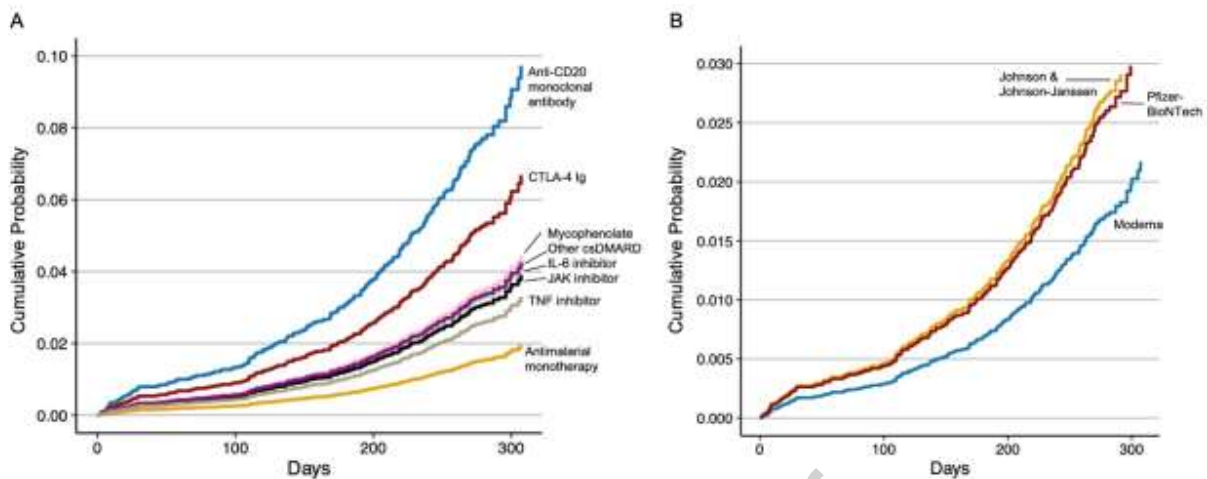 A
0.10
0.08
0.06
0.04
0.02
0.00
Cumulative Probability
0
100
200
300
Days
Anti-CD20
monoclonal
antibody
CTLA-4 Ig
Mycophenolate
Other csDMARD
IL-6 inhibitor
JAK inhibitor
TNF inhibitor
Antimalarial
monotherapy
B
0.030
0.025
0.020
0.015
0.010
0.005
0.000
Cumulative Probability
0
100
200
300
Days
Johnson &
Johnson-Janssen
Pfizer-
BioNTech
Moderna